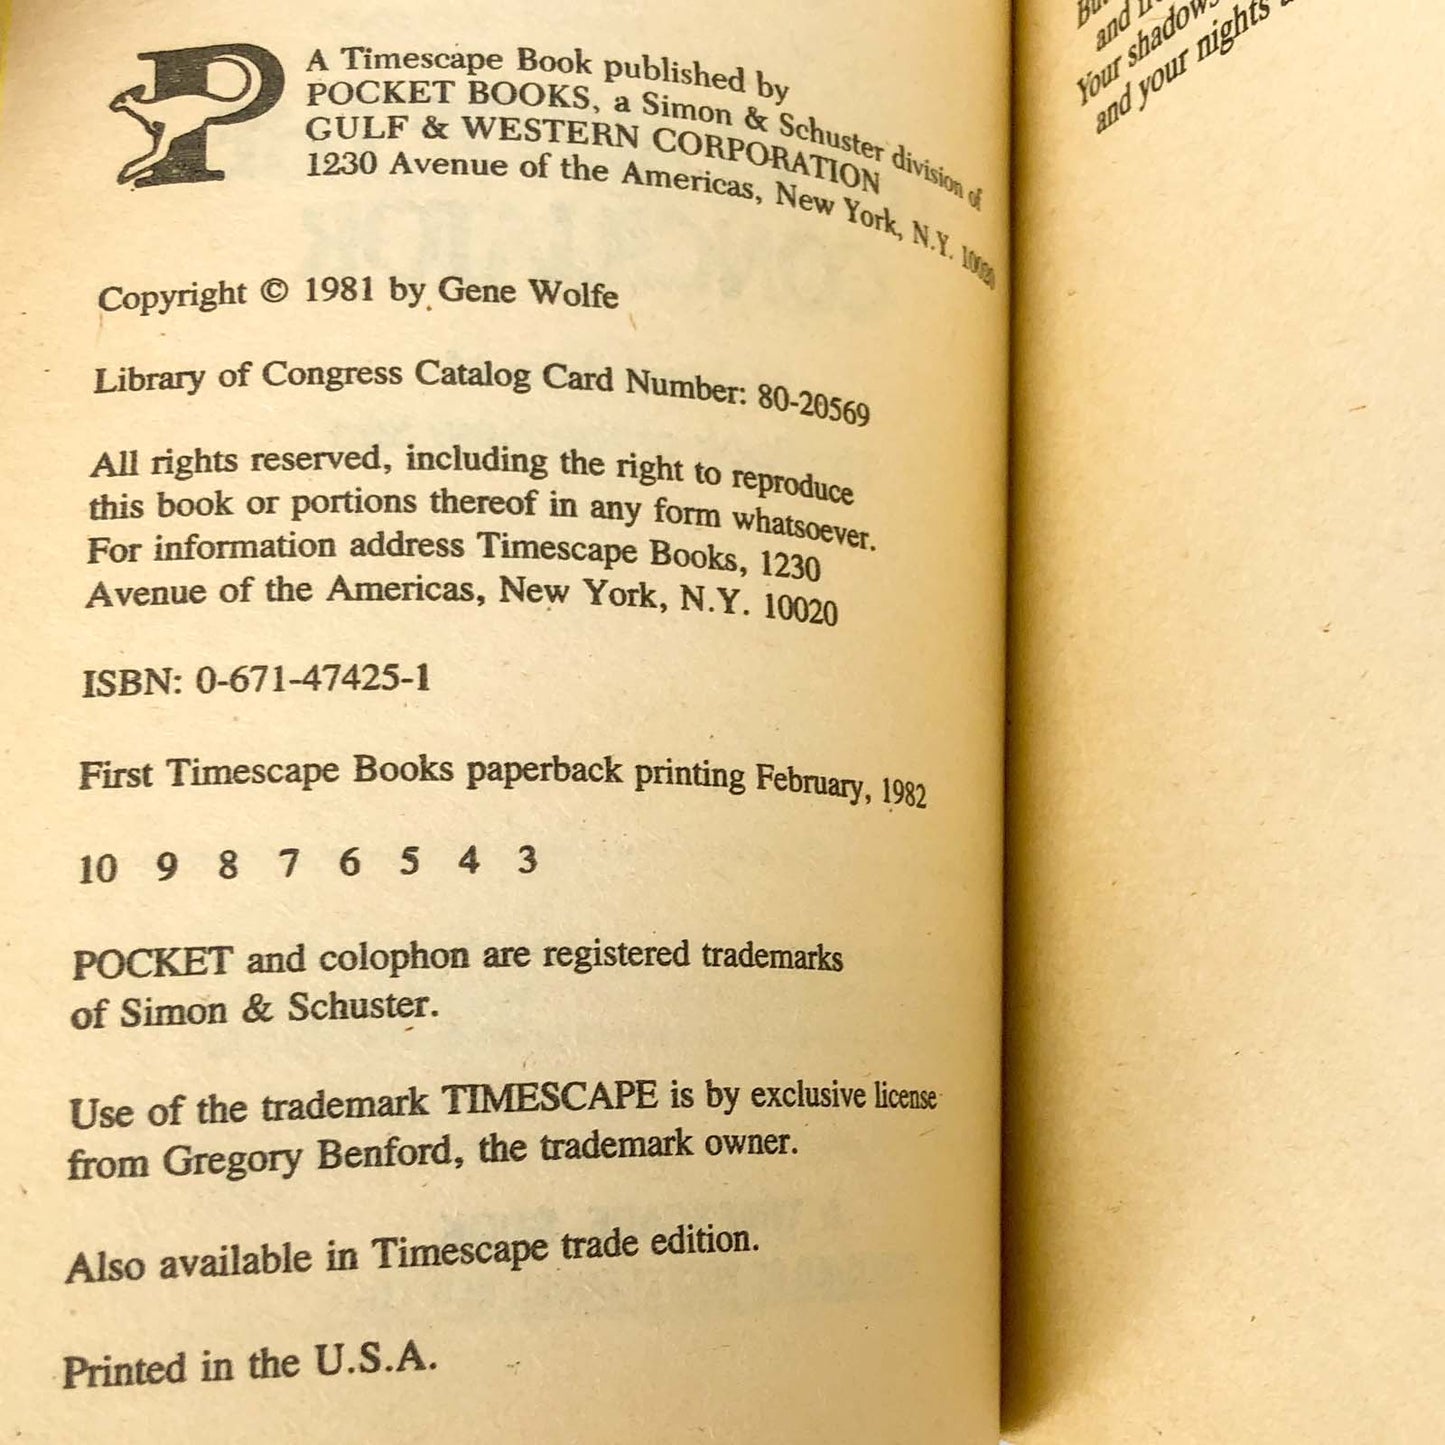 A Timescape Book published by
POCKET BOOKS, a Simon & Schuster division of
GULF & WESTERN CORPORATION
1230 Avenue of the Americas, New York, N.Y. 10020
Copyright © 1981 by Gene Wolfe
Library of Congress Catalog Card Number: 80-20569
All rights reserved, including the right to reproduce
this book or portions thereof in any form whatsoever.
For information address Timescape Books, 1230
Avenue of the Americas, New York, N.Y. 10020
ISBN: 0-671-47425-1
First Timescape Books paperback printing February, 1982
10 9 8 7 6 5 4 3
POCKET and colophon are registered trademarks
of Simon & Schuster.
Use of the trademark TIMESCAPE is by exclusive license
from Gregory Benford, the trademark owner.
Also available in Timescape trade edition.
Printed in the U.S.A.
and
Your shadows
and your nights